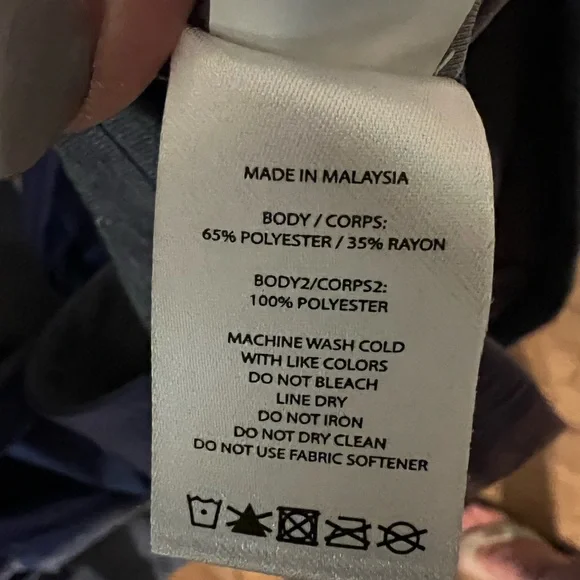 MADE IN MALAYSIA
BODY / CORPS:
65% POLYESTER / 35% RAYON
BODY2/CORPS2:
100% POLYESTER
MACHINE WASH COLD
WITH LIKE COLORS
DO NOT BLEACH
LINE DRY
DO NOT IRON
DO NOT DRY CLEAN
DO NOT USE FABRIC SOFTENER